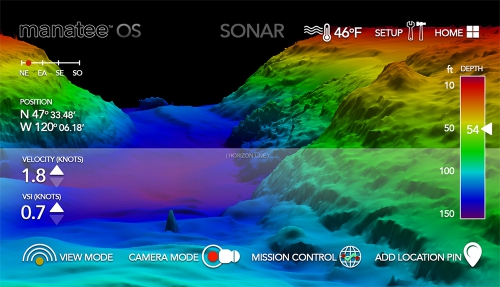 manatee™ OS
SONAR
46°F
SETUP
HOME
NE EA SE SO
POSITION
N 47° 33.48'
W 120° 06.18'
VELOCITY (KNOTS)
1.8
VSI (KNOTS)
0.7
[ HORIZON LINE ]
ft DEPTH
10
50
54
100
150
VIEW MODE
CAMERA MODE
MISSION CONTROL
ADD LOCATION PIN